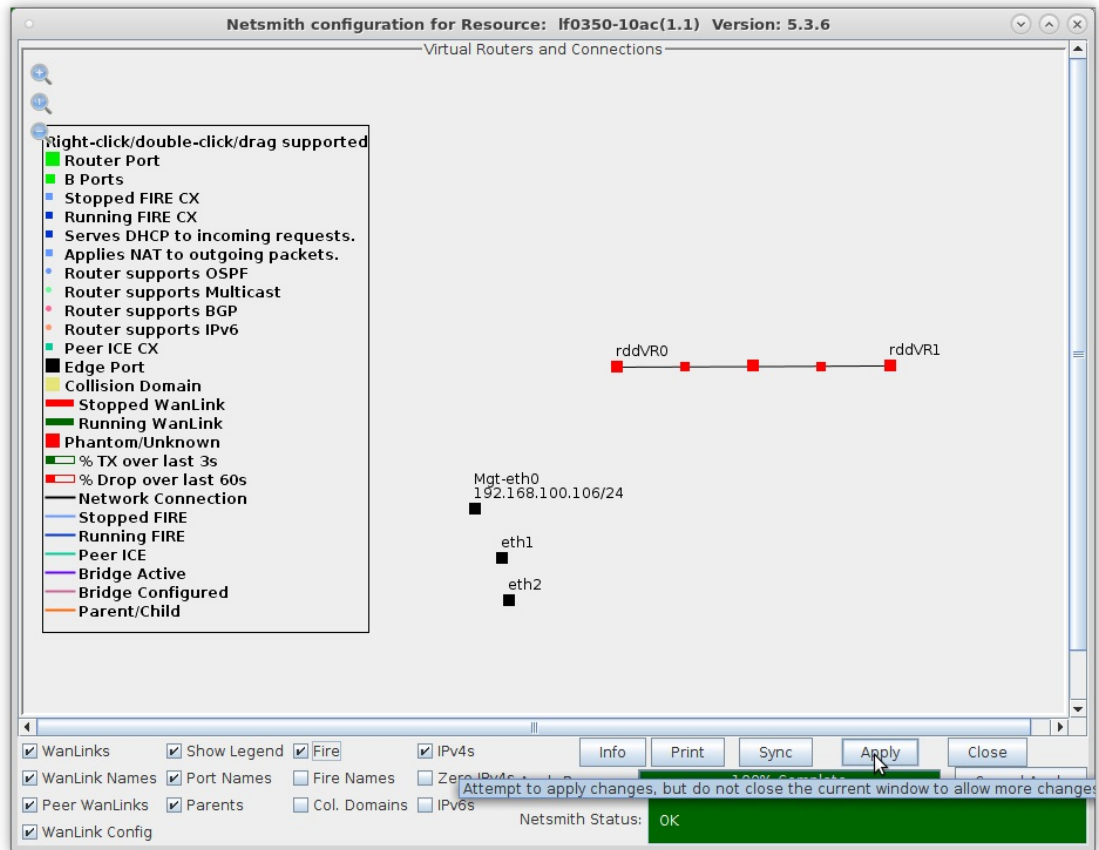 Netsmith configuration for Resource: lf0350-10ac(1.1) Version: 5.3.6
Virtual Routers and Connections
Right-click/double-click/drag supported
Router Port
B Ports
Stopped FIRE CX
Running FIRE CX
Serves DHCP to incoming requests.
Applies NAT to outgoing packets.
Router supports OSPF
Router supports Multicast
Router supports BGP
Router supports IPv6
Peer ICE CX
Edge Port
Collision Domain
Stopped WanLink
Running WanLink
Phantom/Unknown
% TX over last 3s
% Drop over last 60s
Network Connection
Stopped FIRE
Running FIRE
Peer ICE
Bridge Active
Bridge Configured
Parent/Child
rddVR0
rddVR1
Mgt-eth0
192.168.100.106/24
eth1
eth2
WanLinks Show Legend Fire IPv4s Info Print Sync Apply Close
WanLink Names Port Names Fire Names Zero IPv4s 100% Complete
Attempt to apply changes, but do not close the current window to allow more changes
Peer WanLinks Parents Col. Domains IPv6s
Netsmith Status: OK
WanLink Config